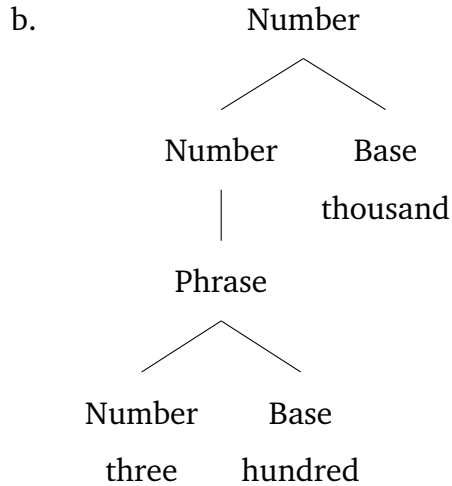 b. Number
Number Base
thousand
Phrase
Number Base
three hundred